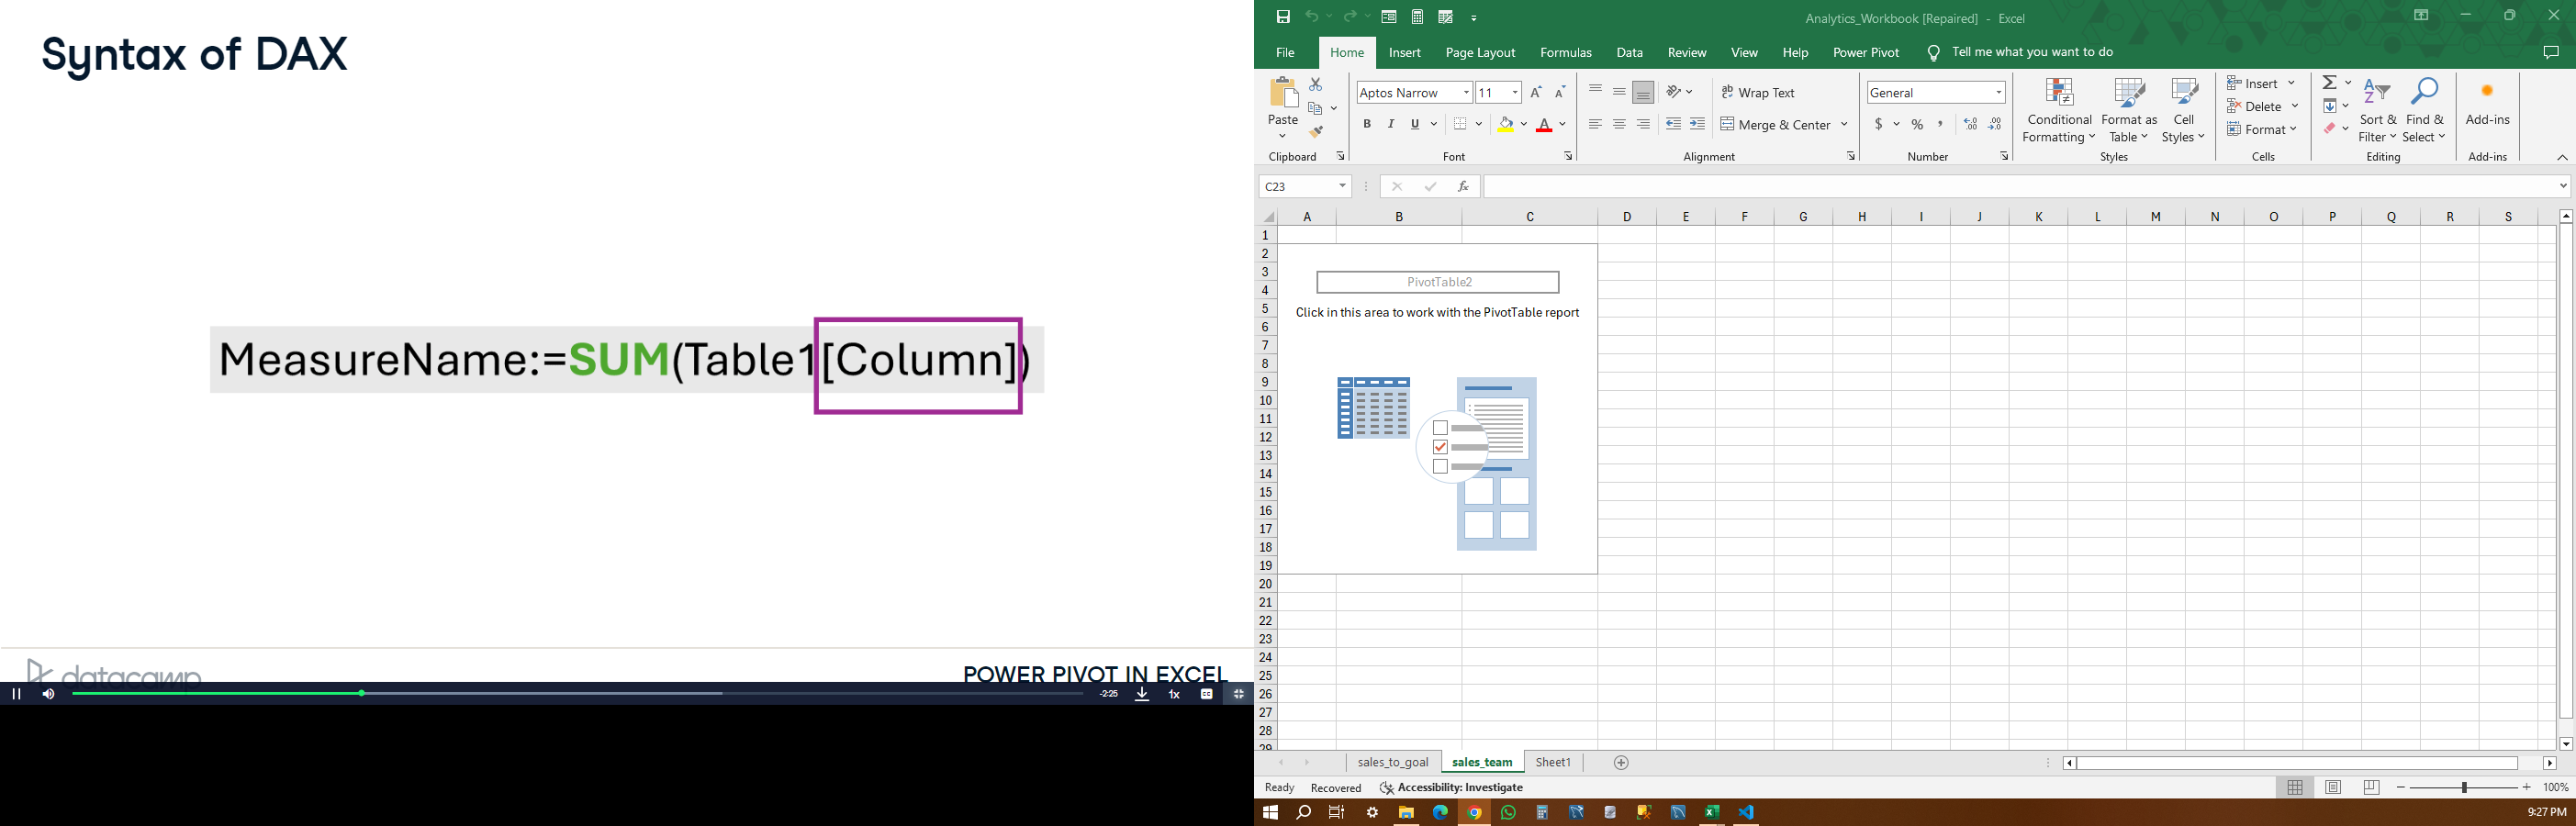 Syntax of DAX
MeasureName:=SUM(Table1[Column])
datacamp
POWER PIVOT IN EXCEL
-2:25
1x
CC
Analytics_Workbook [Repaired] - Excel
File
Home
Insert
Page Layout
Formulas
Data
Review
View
Help
Power Pivot
Tell me what you want to do
Paste
Clipboard
Aptos Narrow
11
B I U
Font
Wrap Text
Merge & Center
Alignment
General
$ % ,
Number
Conditional
Formatting
Format as
Table
Cell
Styles
Styles
Insert
Delete
Format
Cells
Sort &
Filter
Find &
Select
Editing
Add-ins
Add-ins
C23
fx
A B C D E F G H I J K L M N O P Q R S
1
2
3
4
5
6
7
8
9
10
11
12
13
14
15
16
17
18
19
20
21
22
23
24
25
26
27
28
29
PivotTable2
Click in this area to work with the PivotTable report
sales_to_goal
sales_team
Sheet1
Ready
Recovered
Accessibility: Investigate
100%
9:27 PM